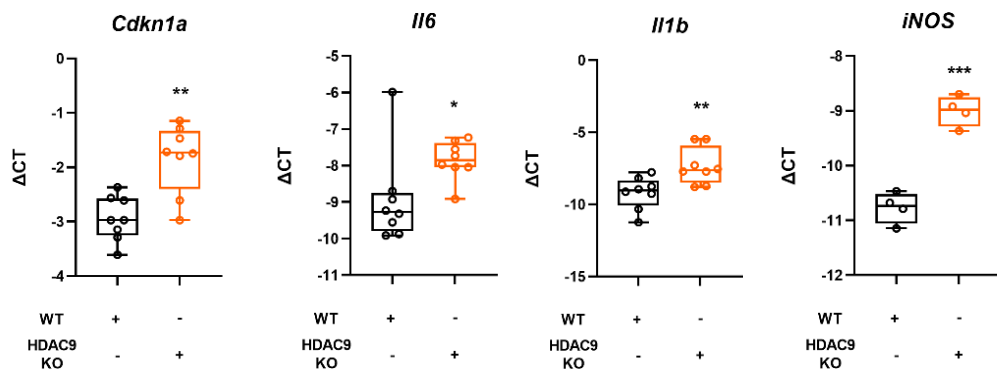 Cdkn1a
Il6
Il1b
iNOS
0
-1
-2
-3
-4
ΔCT
**
-5
-6
-7
-8
-9
-10
-11
ΔCT
*
0
-5
-10
-15
ΔCT
**
-8
-9
-10
-11
-12
ΔCT
***
WT + - + - + - + -
HDAC9 KO - + - + - + - +
WT
HDAC9
KO
WT
HDAC9
KO
WT
HDAC9
KO